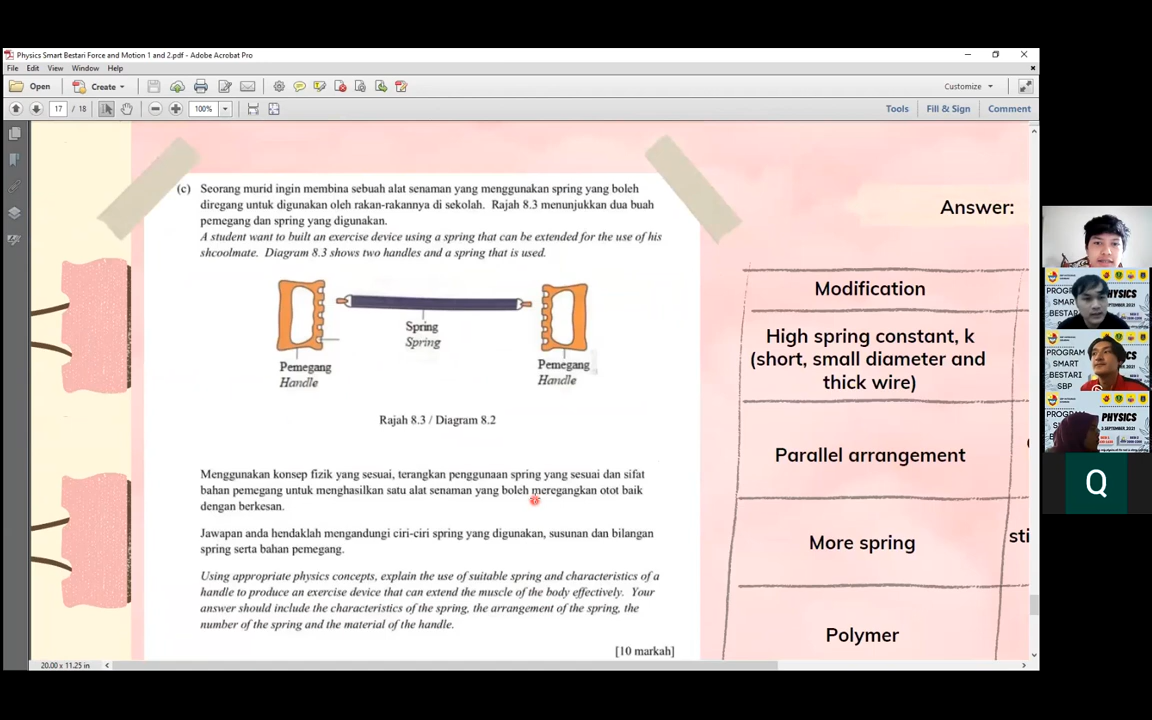 Physics Smart Bestari Force and Motion 1 and 2.pdf - Adobe Acrobat Pro
File Edit View Window Help
Open Create Customize
17 / 18 100% Tools Fill & Sign Comment
(c) Seorang murid ingin membina sebuah alat senaman yang menggunakan spring yang boleh
diregang untuk digunakan oleh rakan-rakannya di sekolah. Rajah 8.3 menunjukkan dua buah
pemegang dan spring yang digunakan.
A student want to built an exercise device using a spring that can be extended for the use of his
shcoolmate. Diagram 8.3 shows two handles and a spring that is used.
Spring
Spring
Pemegang
Handle
Pemegang
Handle
Rajah 8.3 / Diagram 8.2
Menggunakan konsep fizik yang sesuai, terangkan penggunaan spring yang sesuai dan sifat
bahan pemegang untuk menghasilkan satu alat senaman yang boleh meregangkan otot baik
dengan berkesan.
Jawapan anda hendaklah mengandungi ciri-ciri spring yang digunakan, susunan dan bilangan
spring serta bahan pemegang.
Using appropriate physics concepts, explain the use of suitable spring and characteristics of
handle to produce an exercise device that can extend the muscle of the body effectively. Your
answer should include the characteristics of the spring, the arrangement of the spring, the
number of the spring and the material of the handle.
[10 markah]
Answer:
Modification
High spring constant, k
(short, small diameter and
thick wire)
Parallel arrangement
More spring
sti
Polymer
20.00 x 11.25 in
PHYSICS
PROGRAM
SMART
BESTARI
SBP
PHYSICS
Q